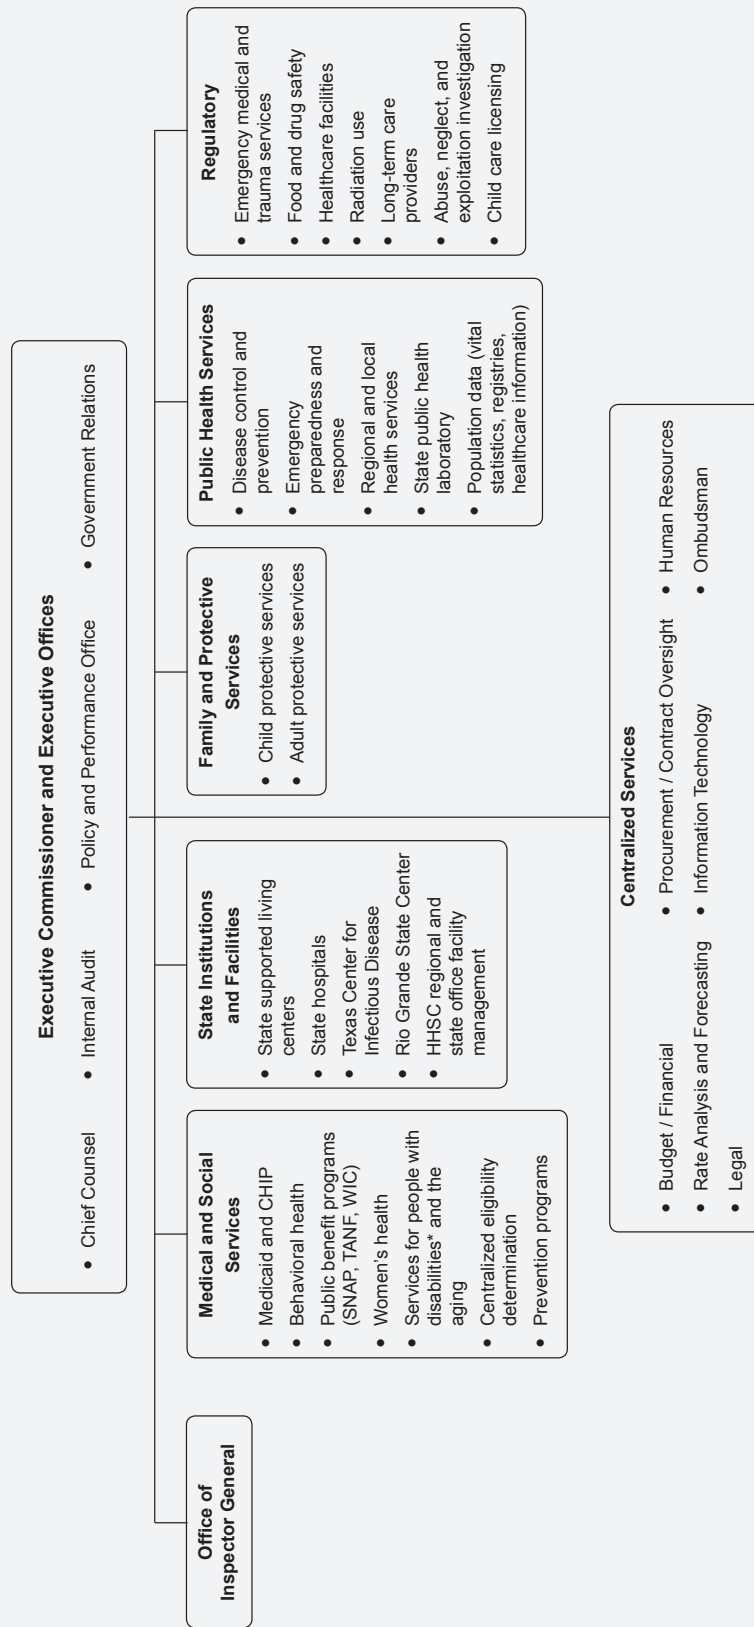 Executive Commissioner and Executive Offices
• Chief Counsel
• Internal Audit
• Policy and Performance Office
• Government Relations
Office of
Inspector General
Medical and Social
Services
• Medicaid and CHIP
• Behavioral health
• Public benefit programs
(SNAP, TANF, WIC)
• Women's health
• Services for people with
disabilities* and the
aging
• Centralized eligibility
determination
• Prevention programs
State Institutions
and Facilities
• State supported living
centers
• State hospitals
• Texas Center for
Infectious Disease
• Rio Grande State Center
• HHSC regional and
state office facility
management
Family and Protective
Services
• Child protective services
• Adult protective services
Public Health Services
• Disease control and
prevention
• Emergency
preparedness and
response
• Regional and local
health services
• State public health
laboratory
• Population data (vital
statistics, registries,
healthcare information)
Regulatory
• Emergency medical and
trauma services
• Food and drug safety
• Healthcare facilities
• Radiation use
• Long-term care
providers
• Abuse, neglect, and
exploitation investigation
• Child care licensing
Centralized Services
• Budget / Financial
• Procurement / Contract Oversight
• Human Resources
• Rate Analysis and Forecasting
• Information Technology
• Ombudsman
• Legal